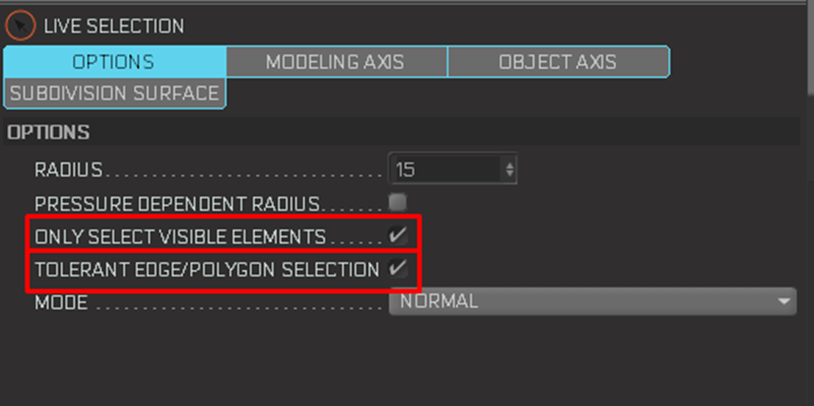 LIVE SELECTION
OPTIONS MODELING AXIS OBJECT AXIS
SUBDIVISION SURFACE
OPTIONS
RADIUS 15
PRESSURE DEPENDENT RADIUS
ONLY SELECT VISIBLE ELEMENTS
TOLERANT EDGE/POLYGON SELECTION
MODE NORMAL